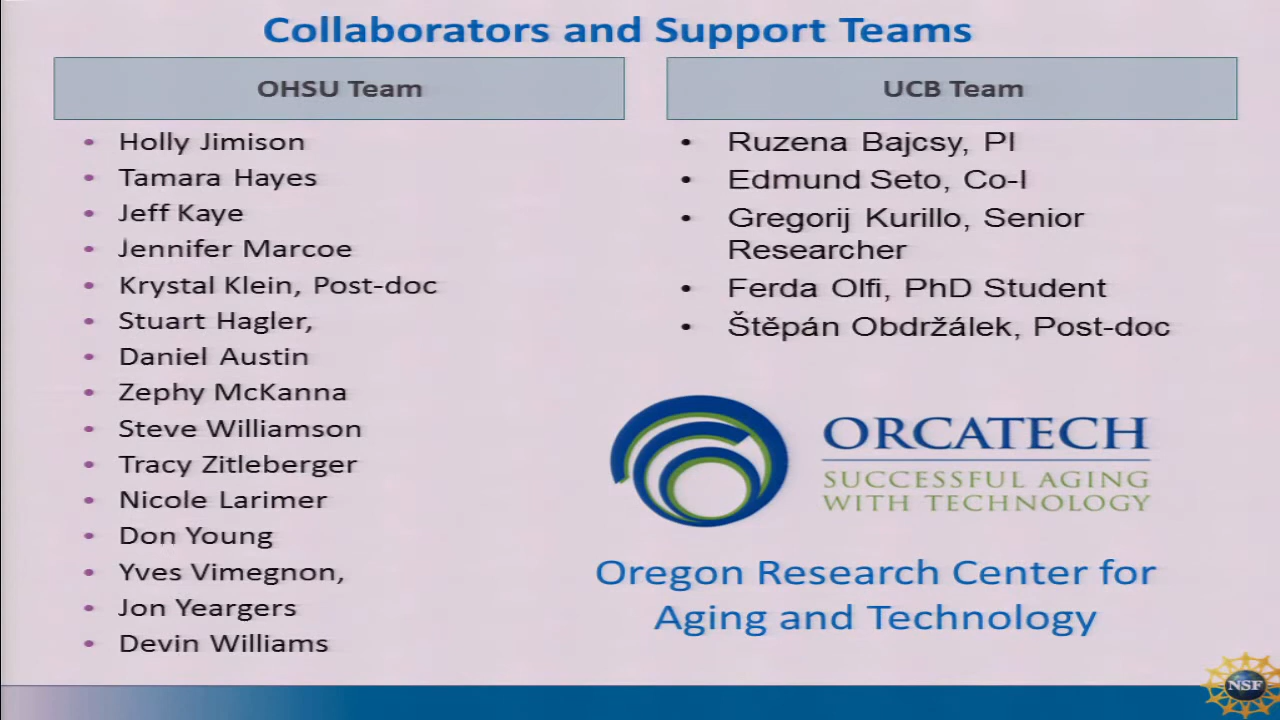 Collaborators and Support Teams
OHSU Team
• Holly Jimison
• Tamara Hayes
• Jeff Kaye
• Jennifer Marcoe
• Krystal Klein, Post-doc
• Stuart Hagler,
• Daniel Austin
• Zephy McKanna
• Steve Williamson
• Tracy Zitleberger
• Nicole Larimer
• Don Young
• Yves Vimegnon,
• Jon Yeargers
• Devin Williams
UCB Team
• Ruzena Bajcsy, PI
• Edmund Seto, Co-I
• Gregorij Kurillo, Senior
Researcher
• Ferda Olfi, PhD Student
• Štěpán Obdržálek, Post-doc
ORCATECH
SUCCESSFUL AGING
WITH TECHNOLOGY
Oregon Research Center for
Aging and Technology
NSF